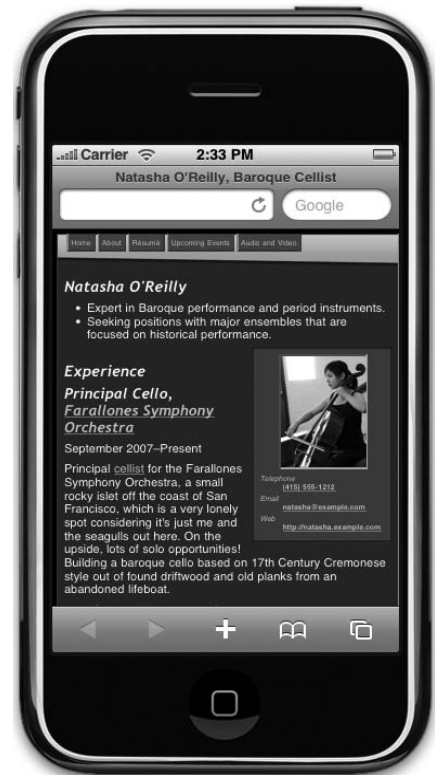 Carrier 2:33 PM
Natasha O'Reilly, Baroque Cellist
Google
Home About Résumé Upcoming Events Audio and Video
Natasha O'Reilly
• Expert in Baroque performance and period instruments.
• Seeking positions with major ensembles that are
focused on historical performance.
Experience
Principal Cello,
Farallones Symphony
Orchestra
September 2007–Present
Principal cellist for the Farallones
Symphony Orchestra, a small
rocky islet off the coast of San
Francisco, which is a very lonely
spot considering it's just me and
the seagulls out here. On the
upside, lots of solo opportunities!
Building a baroque cello based on 17th Century Cremonese
style out of found driftwood and old planks from an
abandoned lifeboat.
Telephone
(415) 555-1212
Email
natasha@example.com
Web
http://natasha.example.com